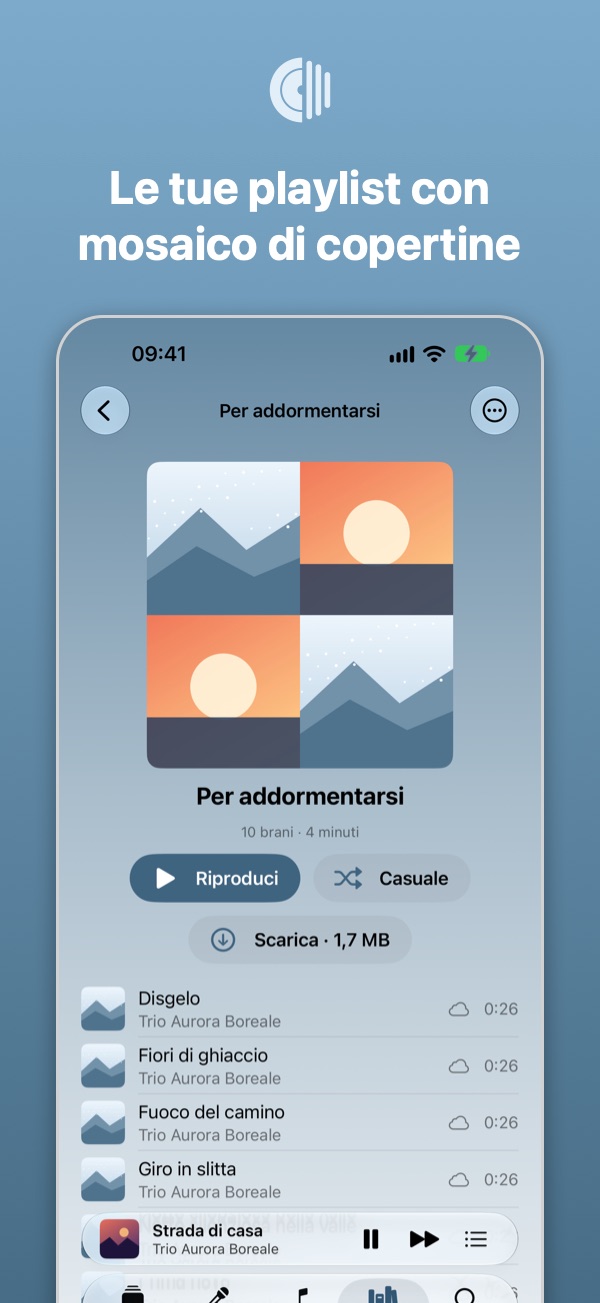 Le tue playlist con
mosaico di copertine
09:41
Per addormentarsi
Per addormentarsi
10 brani · 4 minuti
Riproduci
Casuale
Scarica · 1,7 MB
Disgelo
Trio Aurora Boreale
0:26
Fiori di ghiaccio
Trio Aurora Boreale
0:26
Fuoco del camino
Trio Aurora Boreale
0:26
Giro in slitta
Trio Aurora Boreale
0:26
Strada di casa
Trio Aurora Boreale